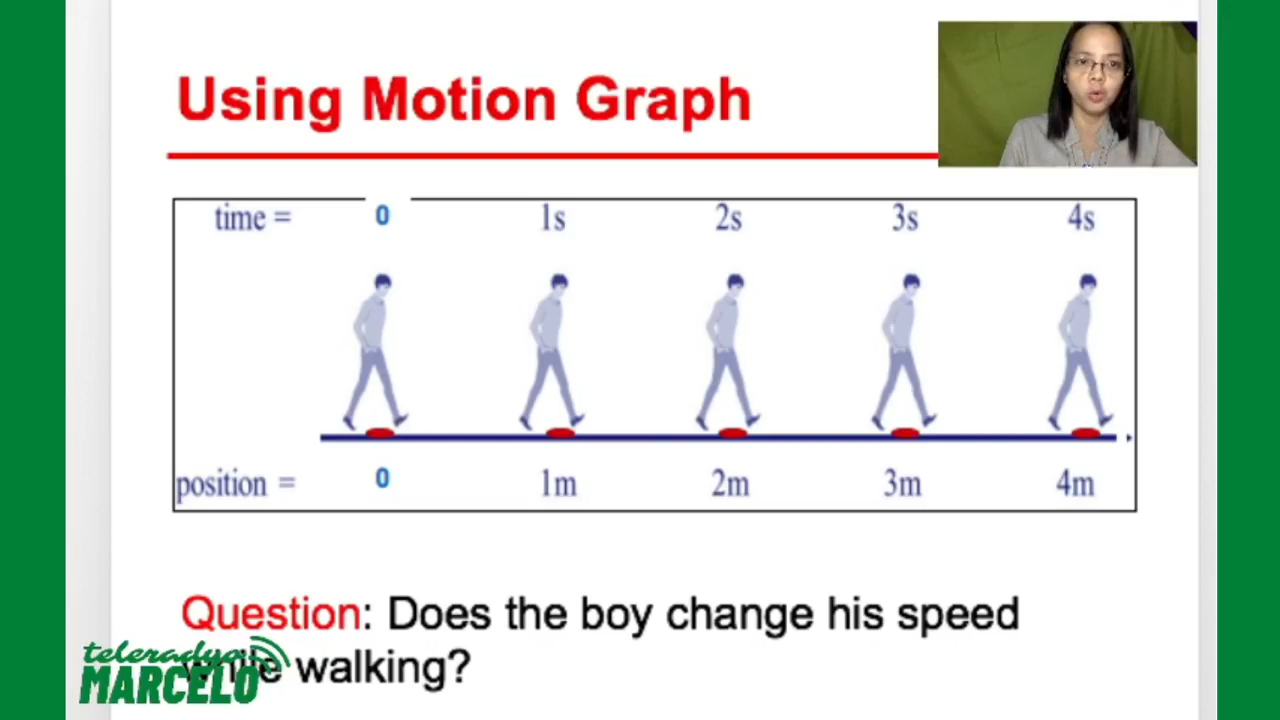 Using Motion Graph
time = 0 1s 2s 3s 4s
position = 0 1m 2m 3m 4m
Question: Does the boy change his speed
while walking?
teleradyo
MARCELO